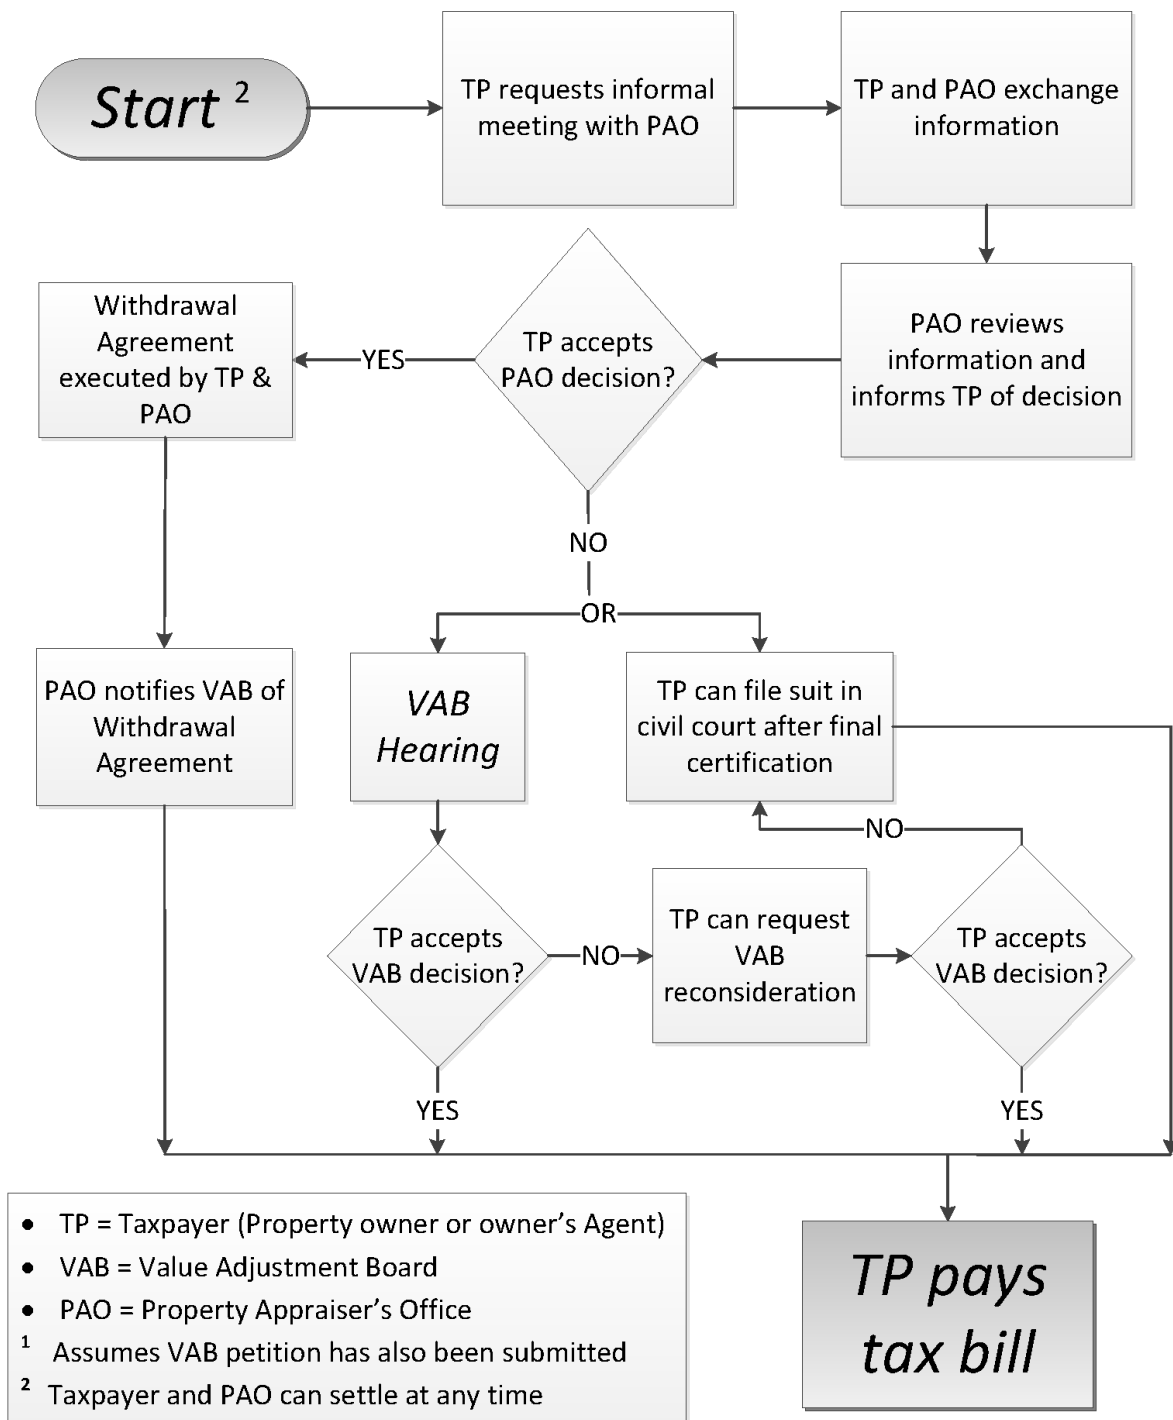 Start ²
TP requests informal
meeting with PAO
TP and PAO exchange
information
PAO reviews
information and
informs TP of decision
TP accepts
PAO decision?
YES
Withdrawal
Agreement
executed by TP &
PAO
NO
OR
PAO notifies VAB of
Withdrawal
Agreement
VAB
Hearing
TP can file suit in
civil court after final
certification
NO
TP accepts
VAB decision?
NO
TP can request
VAB
reconsideration
TP accepts
VAB decision?
YES
YES
• TP = Taxpayer (Property owner or owner’s Agent)
• VAB = Value Adjustment Board
• PAO = Property Appraiser’s Office
¹ Assumes VAB petition has also been submitted
² Taxpayer and PAO can settle at any time
TP pays
tax bill